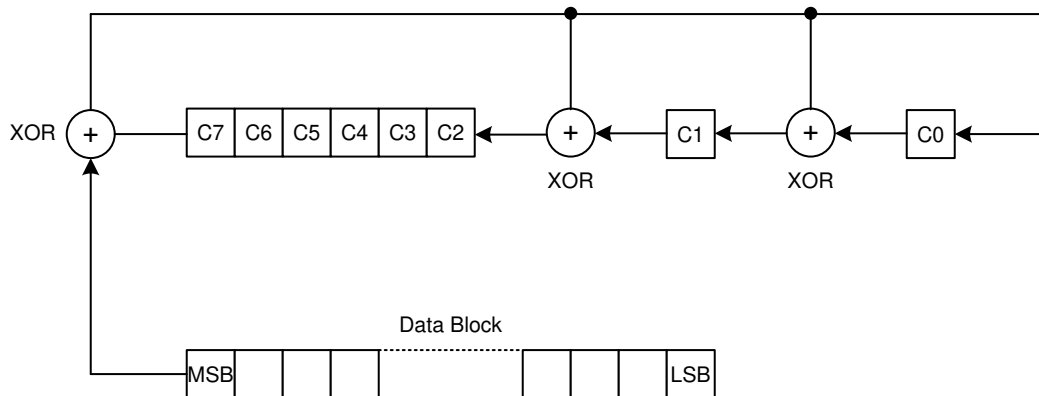 XOR + C7 C6 C5 C4 C3 C2 + C1 + C0
XOR XOR
Data Block
MSB LSB